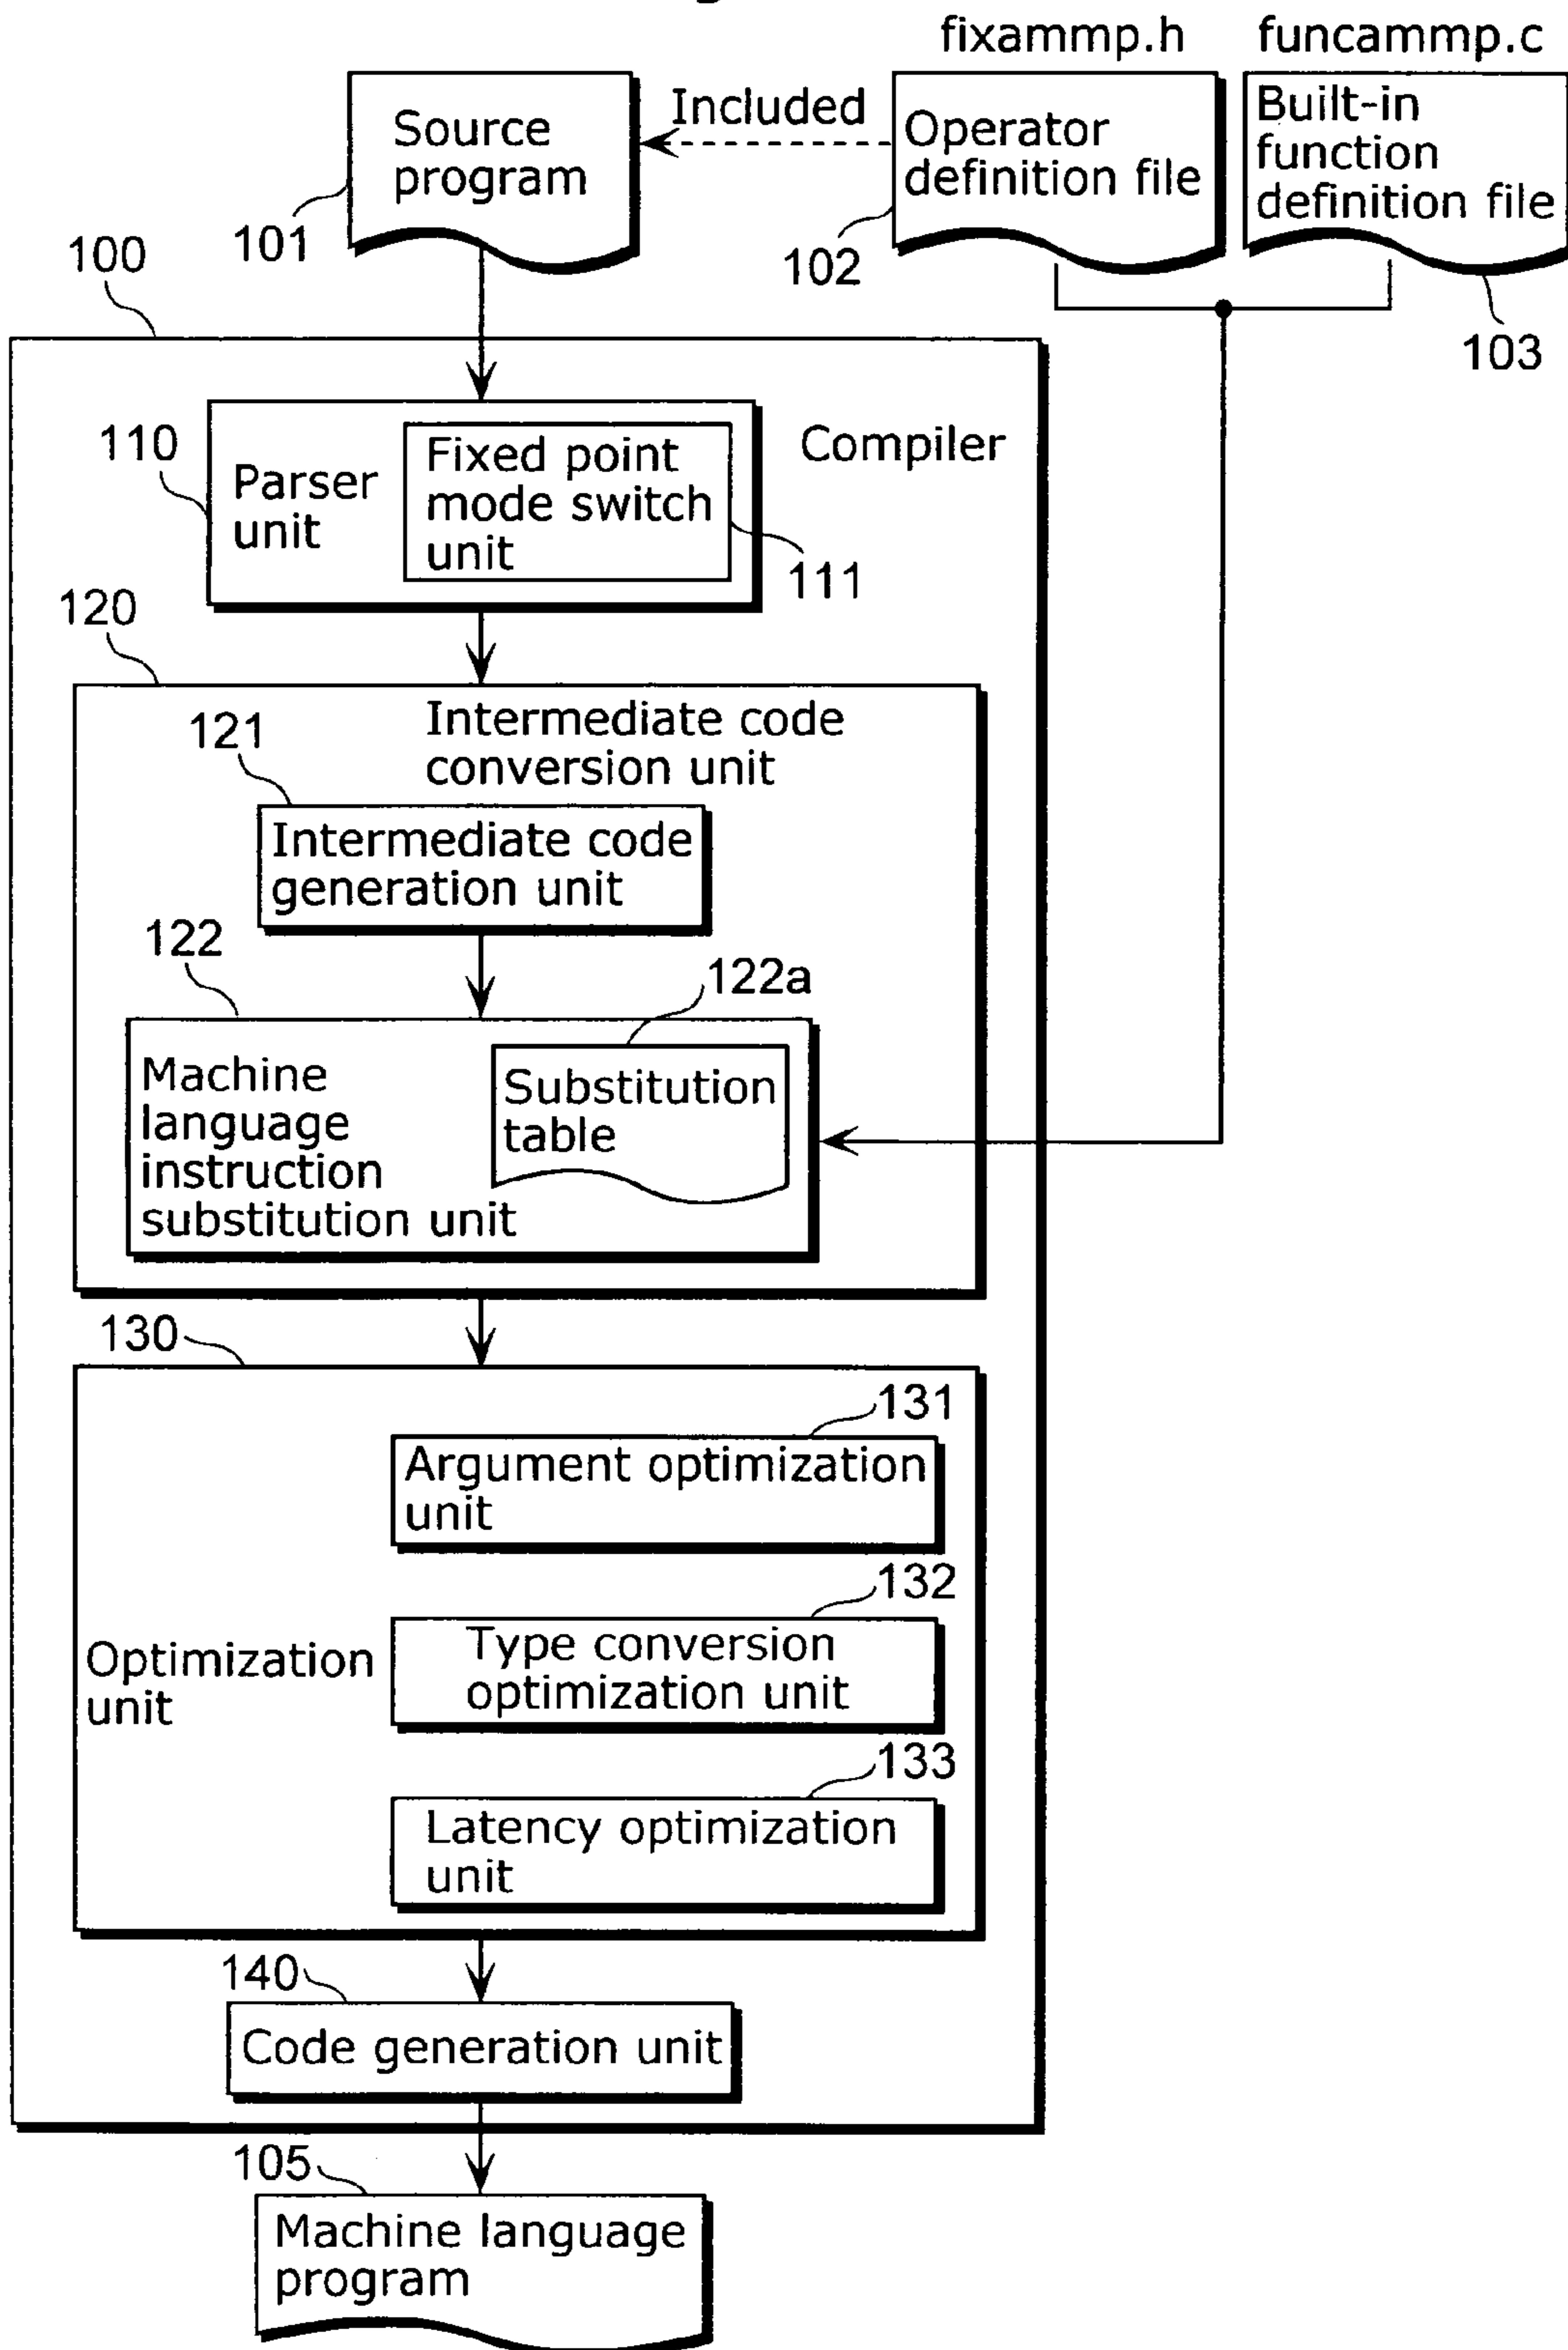 fixammp.h
funcammp.c
Source
program
Included
Operator
definition file
Built-in
function
definition file
101
102
103
100
Compiler
110
Parser
unit
Fixed point
mode switch
unit
111
120
Intermediate code
conversion unit
121
Intermediate code
generation unit
122
122a
Machine
language
instruction
substitution unit
Substitution
table
130
131
Argument optimization
unit
132
Optimization
unit
Type conversion
optimization unit
133
Latency optimization
unit
140
Code generation unit
105
Machine language
program